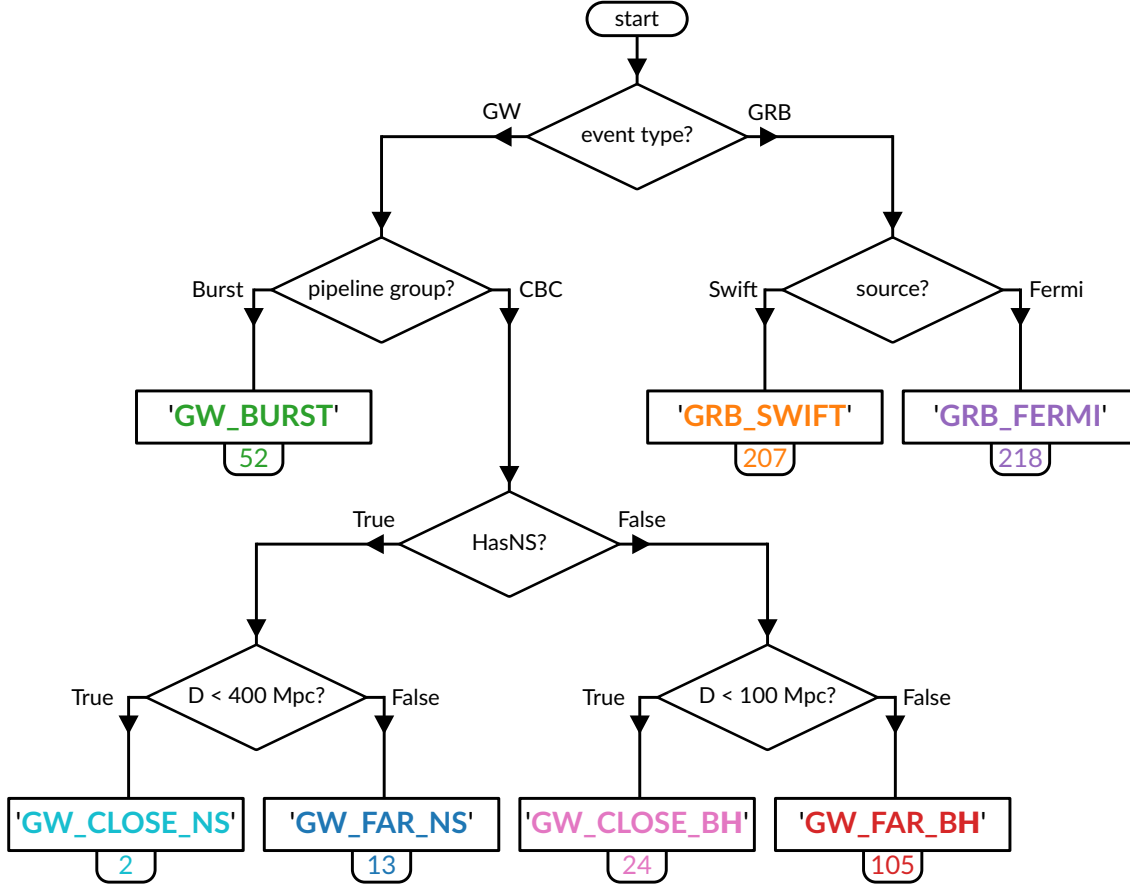 start
GW
GRB
event type?
Burst
pipeline group?
CBC
Swift
source?
Fermi
'GW_BURST'
52
'GRB_SWIFT'
207
'GRB_FERMI'
218
True
HasNS?
False
True
D < 400 Mpc?
False
True
D < 100 Mpc?
False
'GW_CLOSE_NS'
2
'GW_FAR_NS'
13
'GW_CLOSE_BH'
24
'GW_FAR_BH'
105